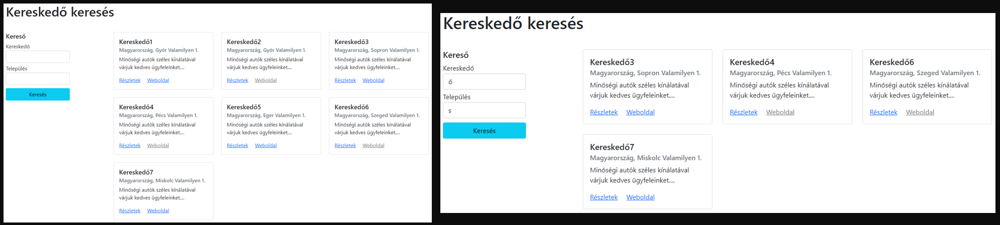 Kereskedő keresés
Kereső
Kereskedő
Település
Keresés
Kereskedő1
Magyarország, Győr Valamilyen 1.
Minőségi autók széles kínálatával
várjuk kedves ügyfeleinket....
Részletek Weboldal
Kereskedő2
Magyarország, Győr Valamilyen 1.
Minőségi autók széles kínálatával
várjuk kedves ügyfeleinket....
Részletek Weboldal
Kereskedő3
Magyarország, Sopron Valamilyen 1.
Minőségi autók széles kínálatával
várjuk kedves ügyfeleinket....
Részletek Weboldal
Kereskedő4
Magyarország, Pécs Valamilyen 1.
Minőségi autók széles kínálatával
várjuk kedves ügyfeleinket....
Részletek Weboldal
Kereskedő5
Magyarország, Eger Valamilyen 1.
Minőségi autók széles kínálatával
várjuk kedves ügyfeleinket....
Részletek Weboldal
Kereskedő6
Magyarország, Szeged Valamilyen 1.
Minőségi autók széles kínálatával
várjuk kedves ügyfeleinket....
Részletek Weboldal
Kereskedő7
Magyarország, Miskolc Valamilyen 1.
Minőségi autók széles kínálatával
várjuk kedves ügyfeleinket....
Részletek Weboldal
Kereskedő keresés
Kereső
Kereskedő
ő
Település
s
Keresés
Kereskedő3
Magyarország, Sopron Valamilyen 1.
Minőségi autók széles kínálatával
várjuk kedves ügyfeleinket....
Részletek Weboldal
Kereskedő4
Magyarország, Pécs Valamilyen 1.
Minőségi autók széles kínálatával
várjuk kedves ügyfeleinket....
Részletek Weboldal
Kereskedő6
Magyarország, Szeged Valamilyen 1.
Minőségi autók széles kínálatával
várjuk kedves ügyfeleinket....
Részletek Weboldal
Kereskedő7
Magyarország, Miskolc Valamilyen 1.
Minőségi autók széles kínálatával
várjuk kedves ügyfeleinket....
Részletek Weboldal